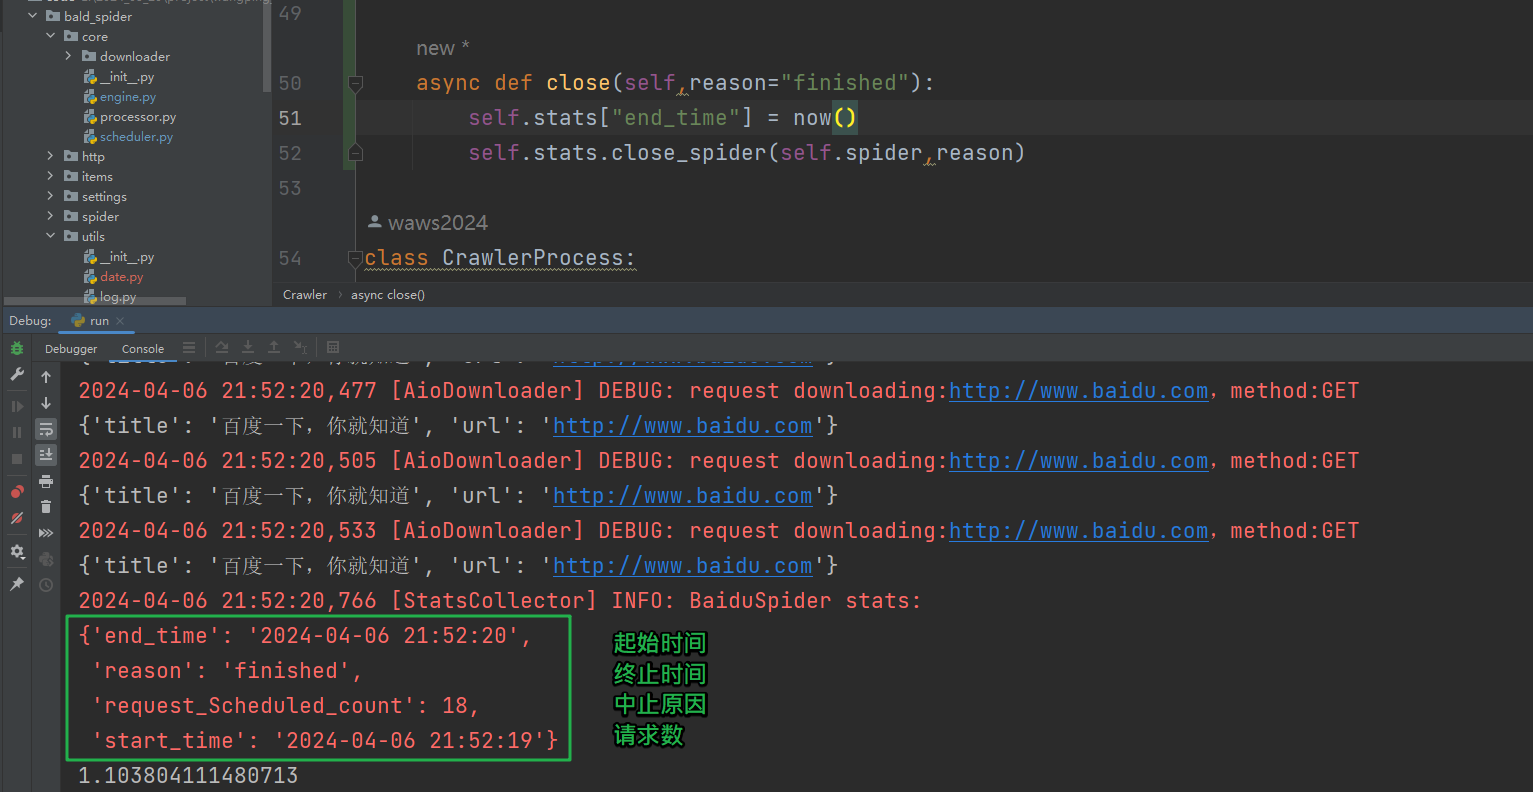 bald_spider
core
downloader
__init__.py
engine.py
processor.py
scheduler.py
http
items
settings
spider
utils
__init__.py
date.py
log.py
49
new *
50 async def close(self,reason="finished"):
51 self.stats["end_time"] = now()
52 self.stats.close_spider(self.spider,reason)
53
waws2024
54 class CrawlerProcess:
Crawler › async close()
Debug: run ×
Debugger Console
2024-04-06 21:52:20,477 [AioDownloader] DEBUG: request downloading:http://www.baidu.com，method:GET
{'title': '百度一下，你就知道', 'url': 'http://www.baidu.com'}
2024-04-06 21:52:20,505 [AioDownloader] DEBUG: request downloading:http://www.baidu.com，method:GET
{'title': '百度一下，你就知道', 'url': 'http://www.baidu.com'}
2024-04-06 21:52:20,533 [AioDownloader] DEBUG: request downloading:http://www.baidu.com，method:GET
{'title': '百度一下，你就知道', 'url': 'http://www.baidu.com'}
2024-04-06 21:52:20,766 [StatsCollector] INFO: BaiduSpider stats:
{'end_time': '2024-04-06 21:52:20',
'reason': 'finished',
'request_Scheduled_count': 18,
'start_time': '2024-04-06 21:52:19'}
起始时间
终止时间
中止原因
请求数
1.103804111480713